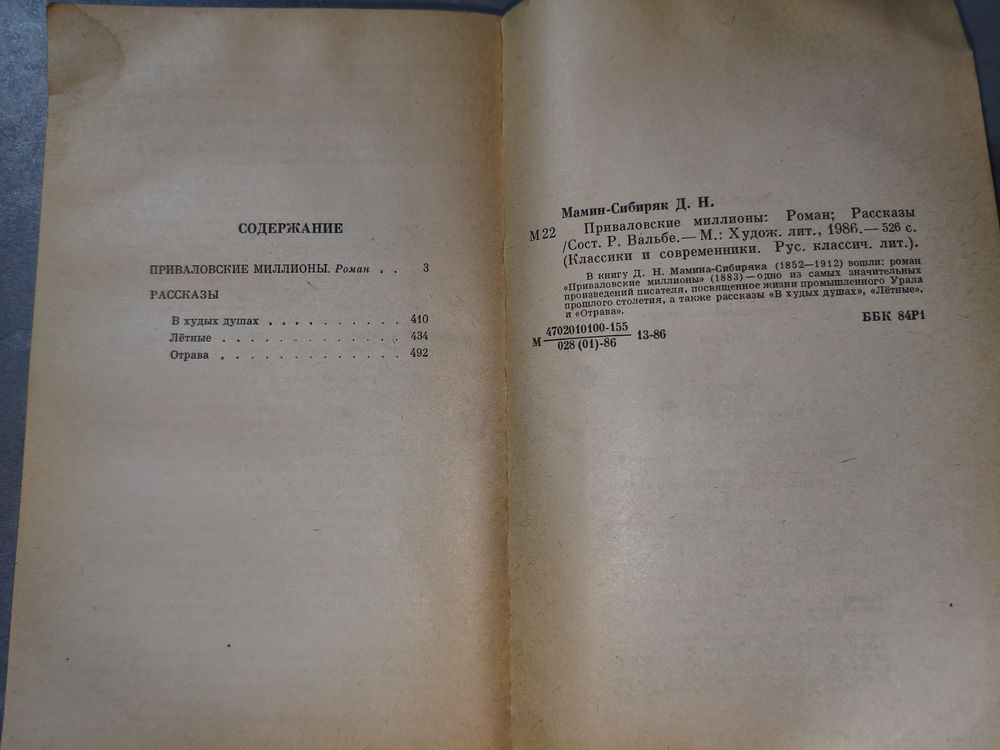 СОДЕРЖАНИЕ
ПРИВАЛОВСКИЕ МИЛЛИОНЫ. Роман . . 3
РАССКАЗЫ
В худых душах . . . . . . . . . 410
Лётные . . . . . . . . . . . . 434
Отрава . . . . . . . . . . . . 492
Мамин-Сибиряк Д. Н.
М22 Приваловские миллионы: Роман; Рассказы
/Сост. Р. Вальбе.— М.: Худож. лит., 1986.— 526 с.
(Классики и современники. Рус. классич. лит.).
В книгу Д. Н. Мамина-Сибиряка (1852—1912) вошли: роман
«Приваловские миллионы» (1883) — одно из самых значительных
произведений писателя, посвященное жизни промышленного Урала
прошлого столетия, а также рассказы «В худых душах», «Лётные»,
и «Отрава».
М 4702010100-155
028 (01)-86
13-86
ББК 84Р1